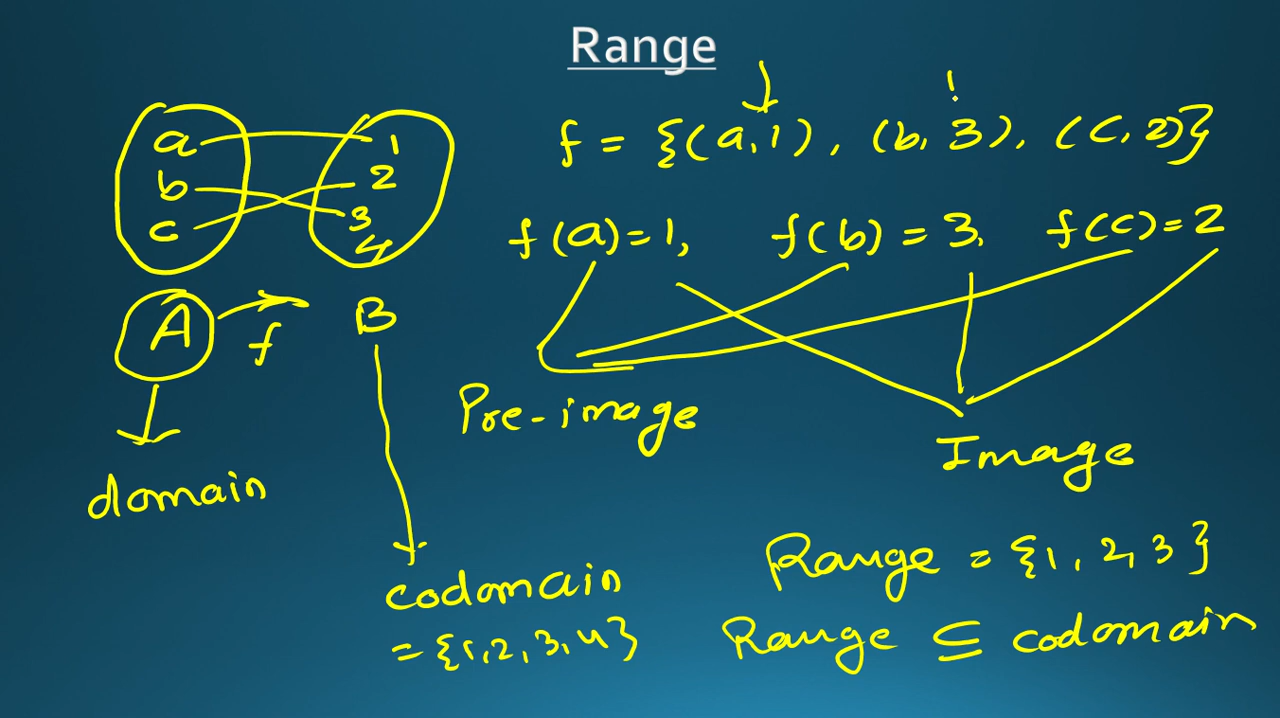 Range
a 1
b 2
c 3
4
f = {(a,1), (b,3), (c,2)}
f(a)=1, f(b) = 3, f(c)=2
A f B
Pre-image
Image
domain
codomain
= {1,2,3,4}
Range = {1, 2, 3}
Range ⊆ codomain